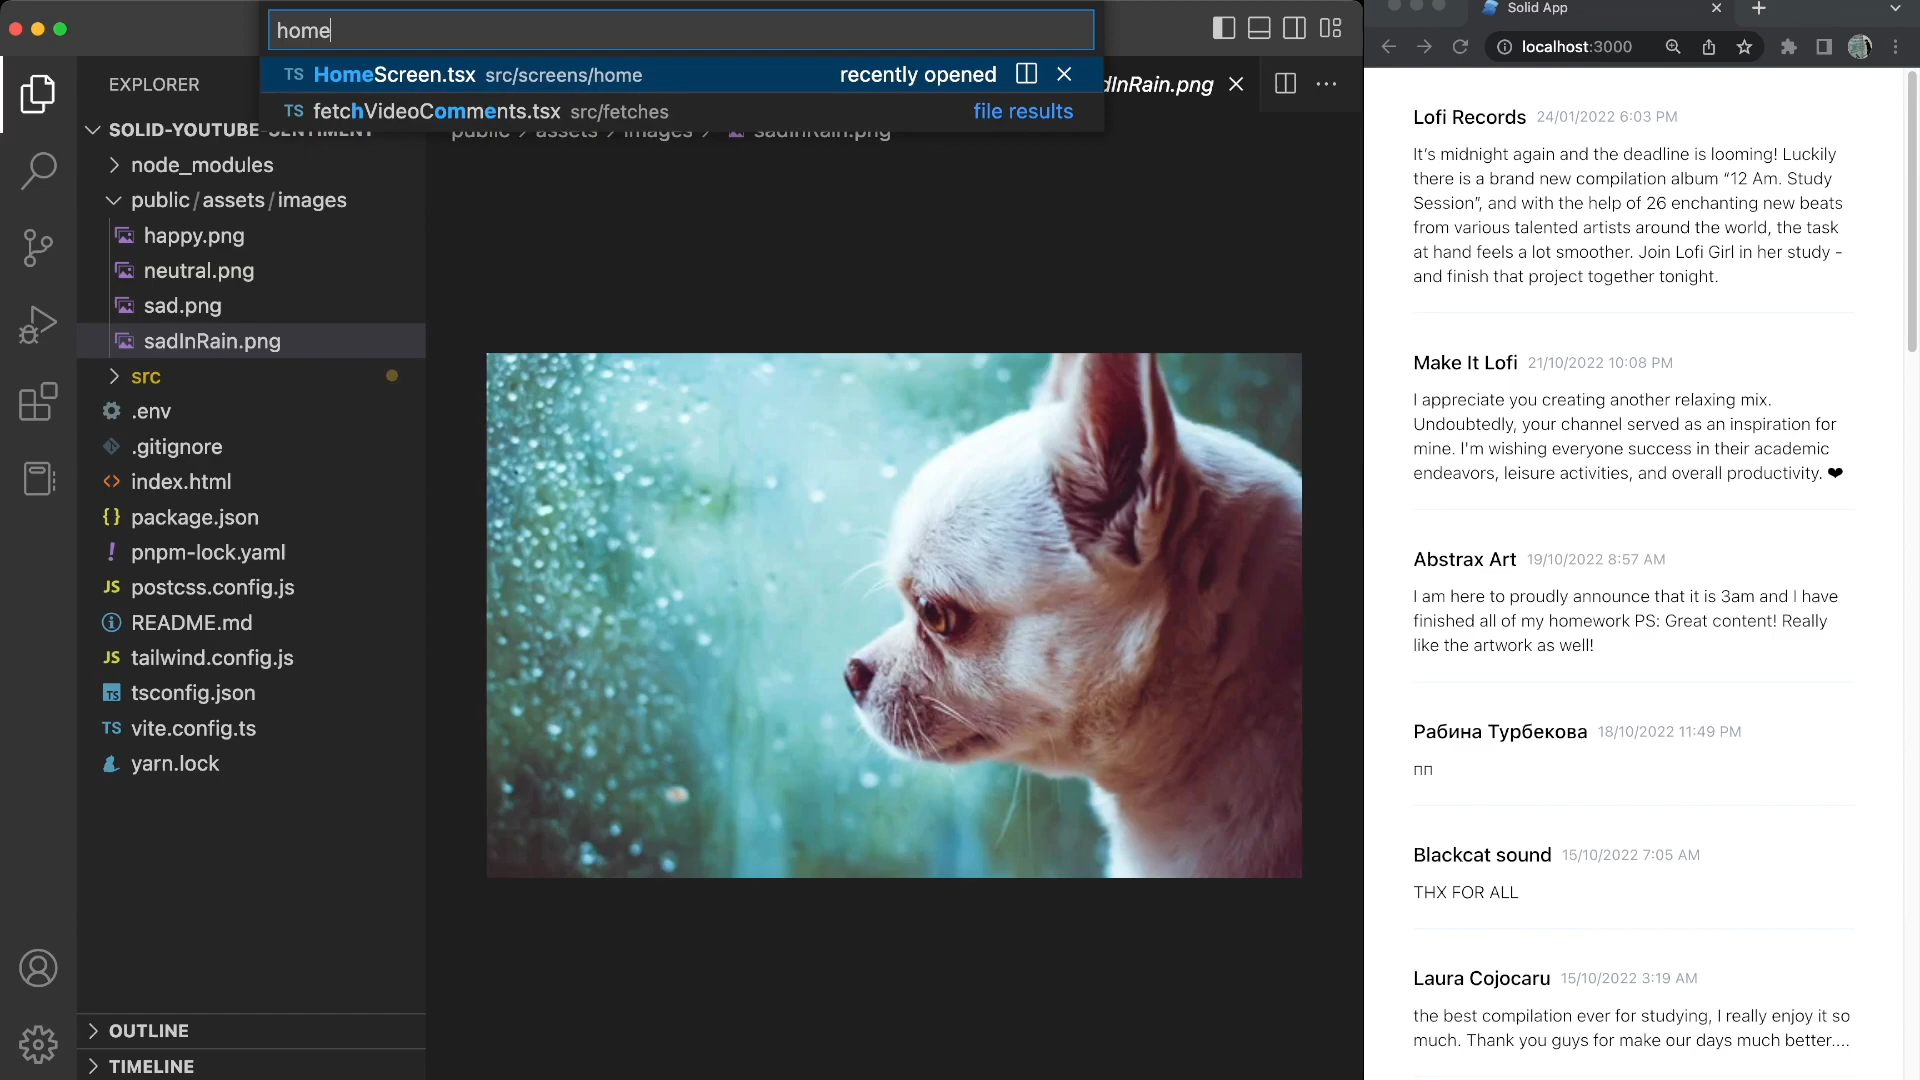 home
TS HomeScreen.tsx src/screens/home recently opened
TS fetchVideoComments.tsx src/fetches file results
EXPLORER
dInRain.png
SOLID-YOUTUBE-SENTIMENT
public > assets > images > sadInRain.png
node_modules
public/assets/images
happy.png
neutral.png
sad.png
sadInRain.png
src
.env
.gitignore
index.html
package.json
pnpm-lock.yaml
JS postcss.config.js
README.md
JS tailwind.config.js
TS tsconfig.json
TS vite.config.ts
yarn.lock
OUTLINE
TIMELINE
Solid App
localhost:3000
Lofi Records 24/01/2022 6:03 PM
It's midnight again and the deadline is looming! Luckily
there is a brand new compilation album “12 Am. Study
Session”, and with the help of 26 enchanting new beats
from various talented artists around the world, the task
at hand feels a lot smoother. Join Lofi Girl in her study -
and finish that project together tonight.
Make It Lofi 21/10/2022 10:08 PM
I appreciate you creating another relaxing mix.
Undoubtedly, your channel served as an inspiration for
mine. I'm wishing everyone success in their academic
endeavors, leisure activities, and overall productivity. ❤
Abstrax Art 19/10/2022 8:57 AM
I am here to proudly announce that it is 3am and I have
finished all of my homework PS: Great content! Really
like the artwork as well!
Рабина Турбекова 18/10/2022 11:49 PM
пп
Blackcat sound 15/10/2022 7:05 AM
THX FOR ALL
Laura Cojocaru 15/10/2022 3:19 AM
the best compilation ever for studying, I really enjoy it so
much. Thank you guys for make our days much better....